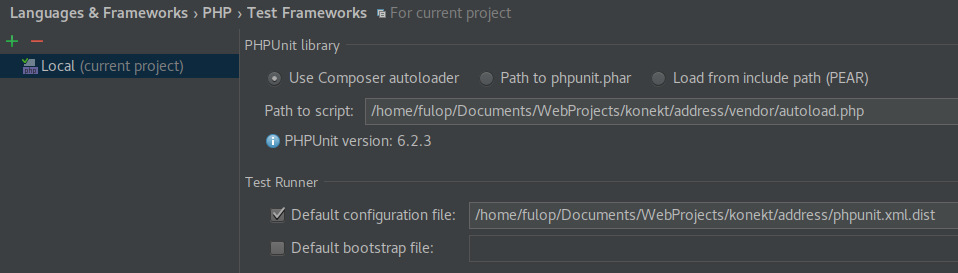 Languages & Frameworks › PHP › Test Frameworks For current project
Local (current project)
php
PHPUnit library
Use Composer autoloader Path to phpunit.phar Load from include path (PEAR)
Path to script: /home/fulop/Documents/WebProjects/konekt/address/vendor/autoload.php
PHPUnit version: 6.2.3
Test Runner
Default configuration file: /home/fulop/Documents/WebProjects/konekt/address/phpunit.xml.dist
Default bootstrap file: